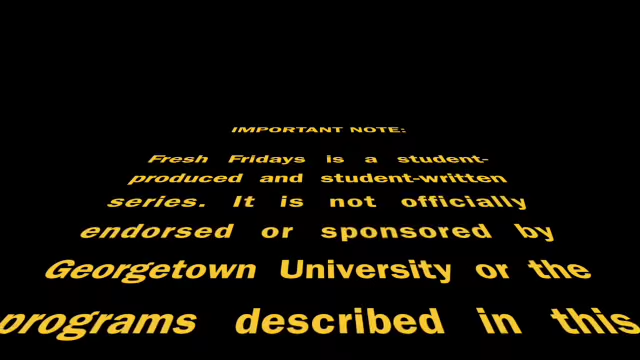 IMPORTANT NOTE:
Fresh Fridays is a student-
produced and student-written
series. It is not officially
endorsed or sponsored by
Georgetown University or the
programs described in this